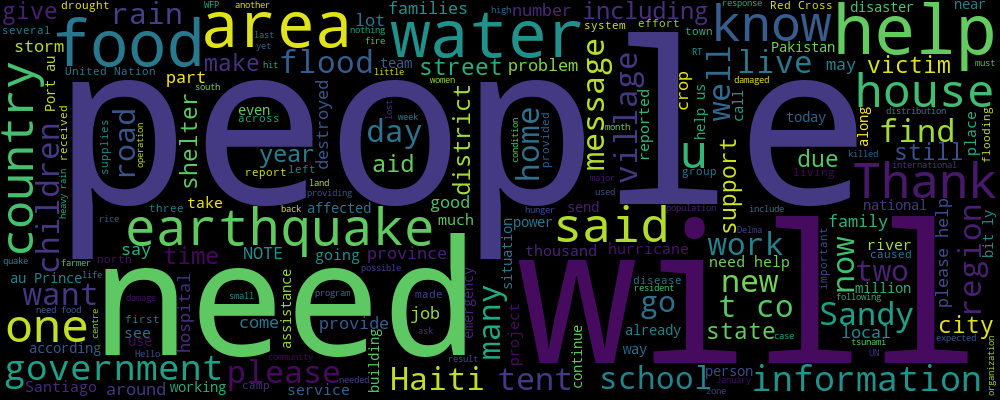 several WFP another
drought rain families number including Red Cross near
give lot high response disaster
storm food area last yet nothing fire water know help
United Nation make flood team street problem system town Pakistan RT must
part hit little effort live may victim
Port au received country people south women message village crop damaged house distribution
children road supplies operation shelter even across day destroyed lost week home condition provided reported help us well call today find along flooding
year aid district month u group due still place
report left land major support killed international
heavy rain take providing used living Thank
rice three affected back good hunger send population include national
quake earthquake much power said Delma family river region bit ly
say NOTE going province situation thousand hurricane work important now caused
au Prince time possible need help two please help
farmer life north need will disease new million
want hospital assistance program emergency many resident go t co
need food damage small made project already state Sandy following
one centre first come provide job local tsunami city
according use see ask way case UN expected
government Hello please community building result continue person January information
Santiago around working camp service needed Haiti tent school zone organization